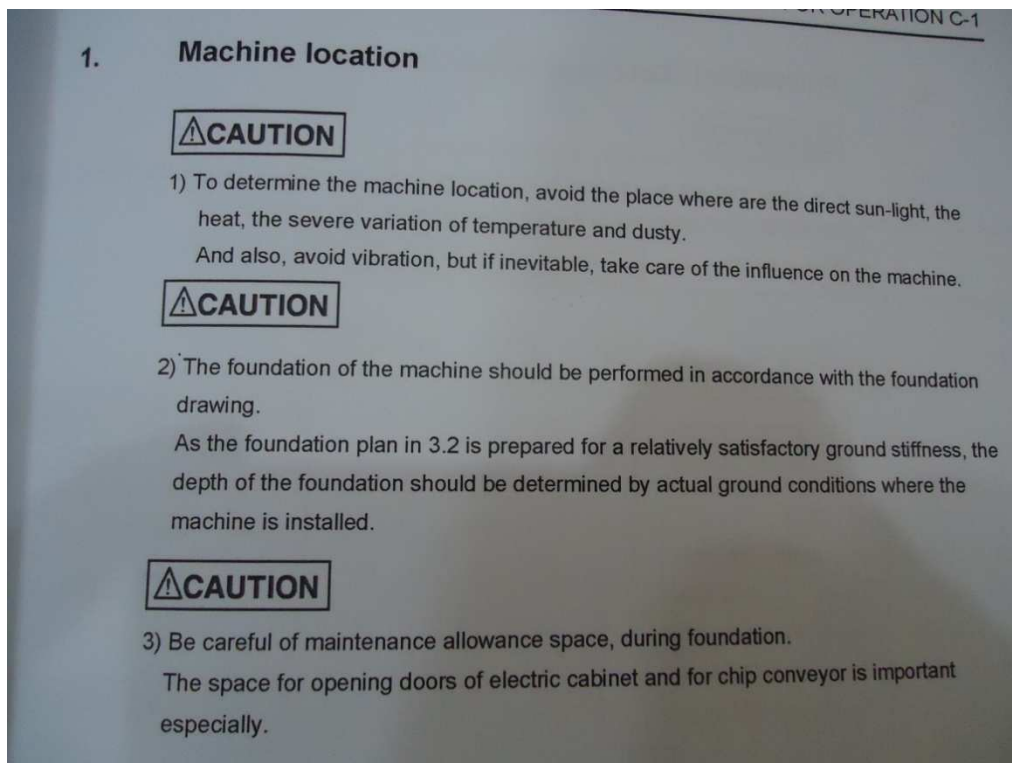 OPERATION C-1
1. Machine location
⚠CAUTION
1) To determine the machine location, avoid the place where are the direct sun-light, the
heat, the severe variation of temperature and dusty.
And also, avoid vibration, but if inevitable, take care of the influence on the machine.
⚠CAUTION
2) The foundation of the machine should be performed in accordance with the foundation
drawing.
As the foundation plan in 3.2 is prepared for a relatively satisfactory ground stiffness, the
depth of the foundation should be determined by actual ground conditions where the
machine is installed.
⚠CAUTION
3) Be careful of maintenance allowance space, during foundation.
The space for opening doors of electric cabinet and for chip conveyor is important
especially.